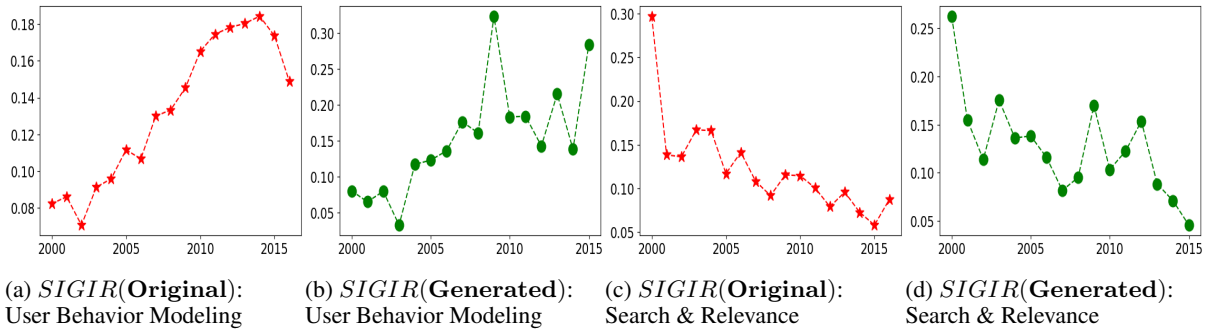 0.18
0.16
0.14
0.12
0.10
0.08
2000 2005 2010 2015
0.30
0.25
0.20
0.15
0.10
0.05
2000 2005 2010 2015
0.30
0.25
0.20
0.15
0.10
0.05
2000 2005 2010 2015
0.25
0.20
0.15
0.10
0.05
2000 2005 2010 2015
(a) SIGIR(Original):
User Behavior Modeling
(b) SIGIR(Generated):
User Behavior Modeling
(c) SIGIR(Original):
Search & Relevance
(d) SIGIR(Generated):
Search & Relevance